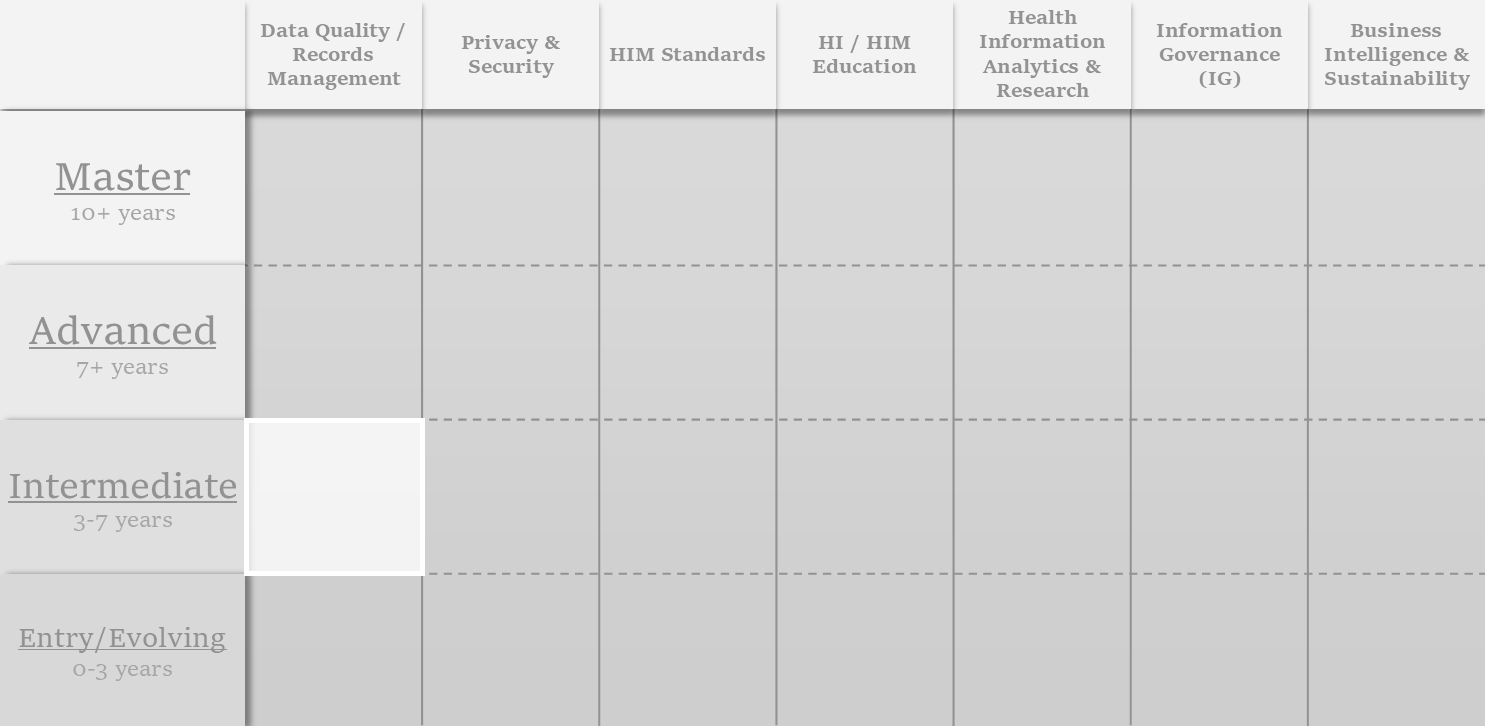 Data Quality /
Records
Management
Privacy &
Security
HIM Standards
HI / HIM
Education
Health
Information
Analytics &
Research
Information
Governance
(IG)
Business
Intelligence &
Sustainability
Master
10+ years
Advanced
7+ years
Intermediate
3-7 years
Entry/Evolving
0-3 years